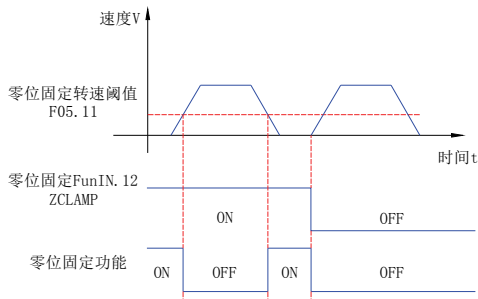 速度V
零位固定转速阈值
F05.11
时间t
零位固定FunIN.12
ZCLAMP
ON
OFF
零位固定功能
ON
OFF
ON
OFF